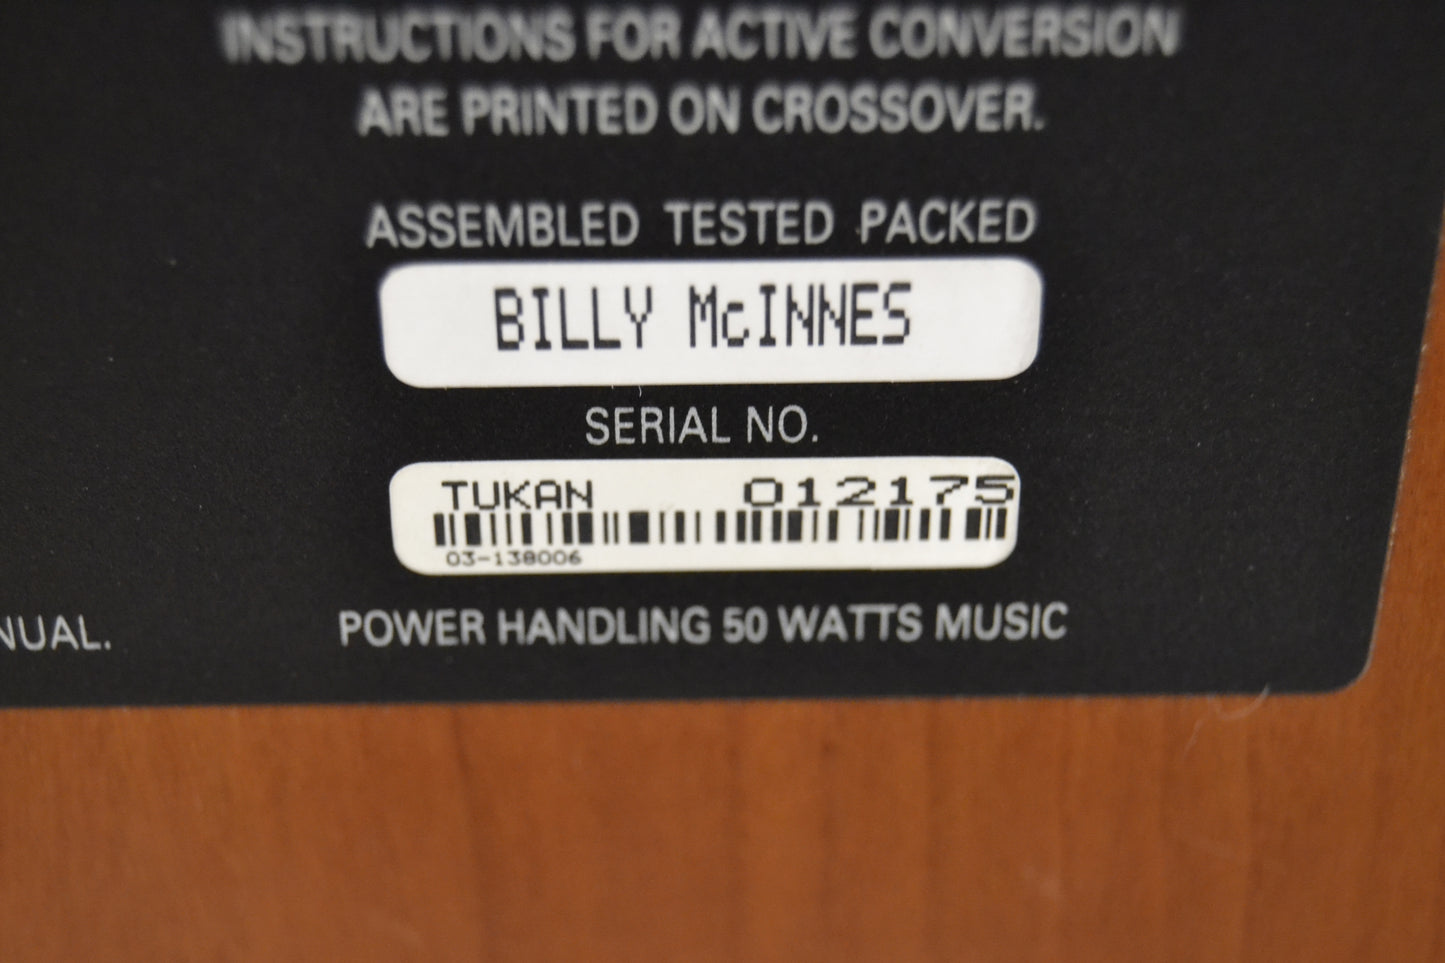 INSTRUCTIONS FOR ACTIVE CONVERSION
ARE PRINTED ON CROSSOVER.
ASSEMBLED TESTED PACKED
BILLY McINNES
SERIAL NO.
TUKAN 012175
03-138006
NUAL. POWER HANDLING 50 WATTS MUSIC